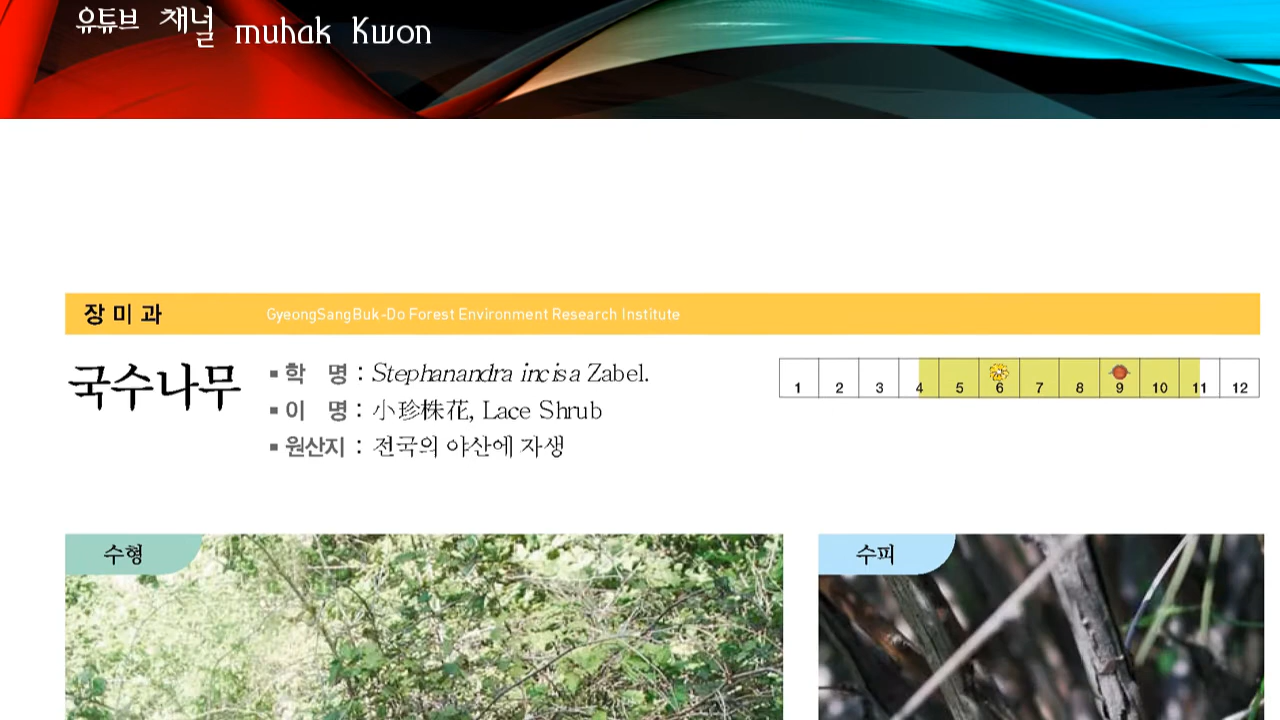 유튜브 채널 muhak Kwon
장미과 GyeongSangBuk-Do Forest Environment Research Institute
국수나무
▪ 학 명 : Stephanandra incisa Zabel.
▪ 이 명 : 小珍株花, Lace Shrub
▪ 원산지 : 전국의 야산에 자생
1 2 3 4 5 6 7 8 9 10 11 12
수형
수피